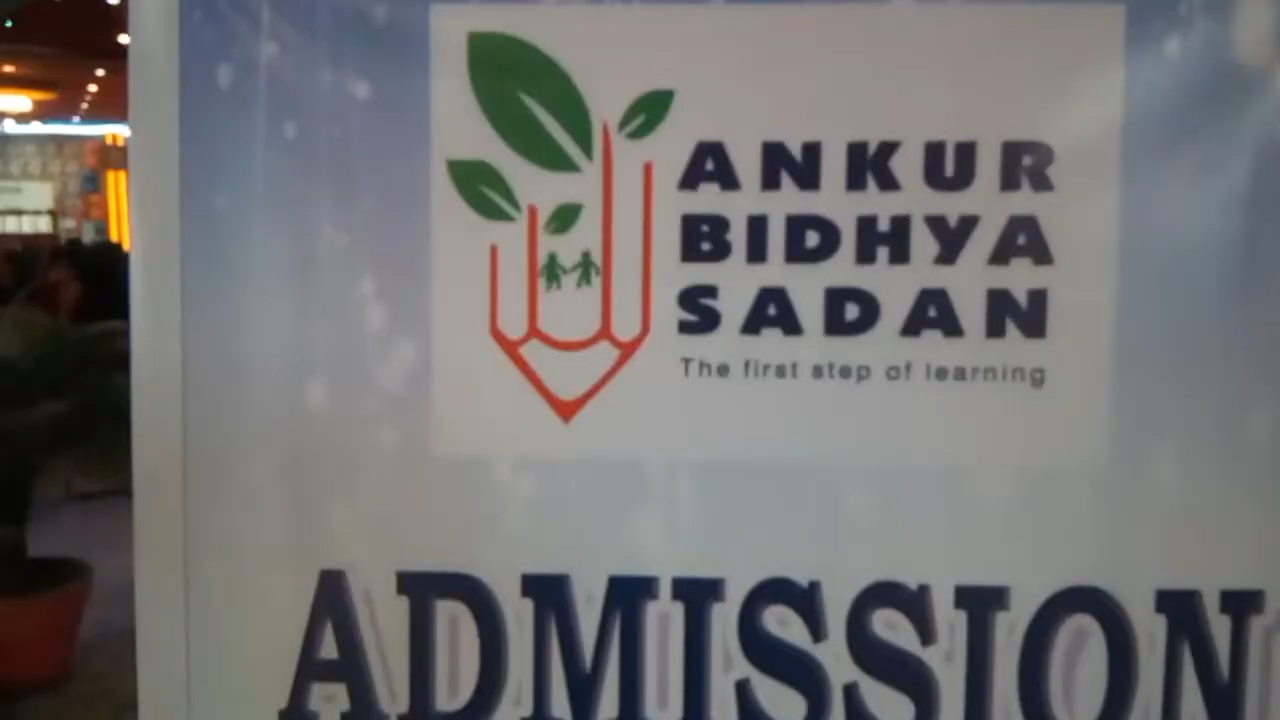 ANKUR
BIDHYA
SADAN
The first step of learning
ADMISSION